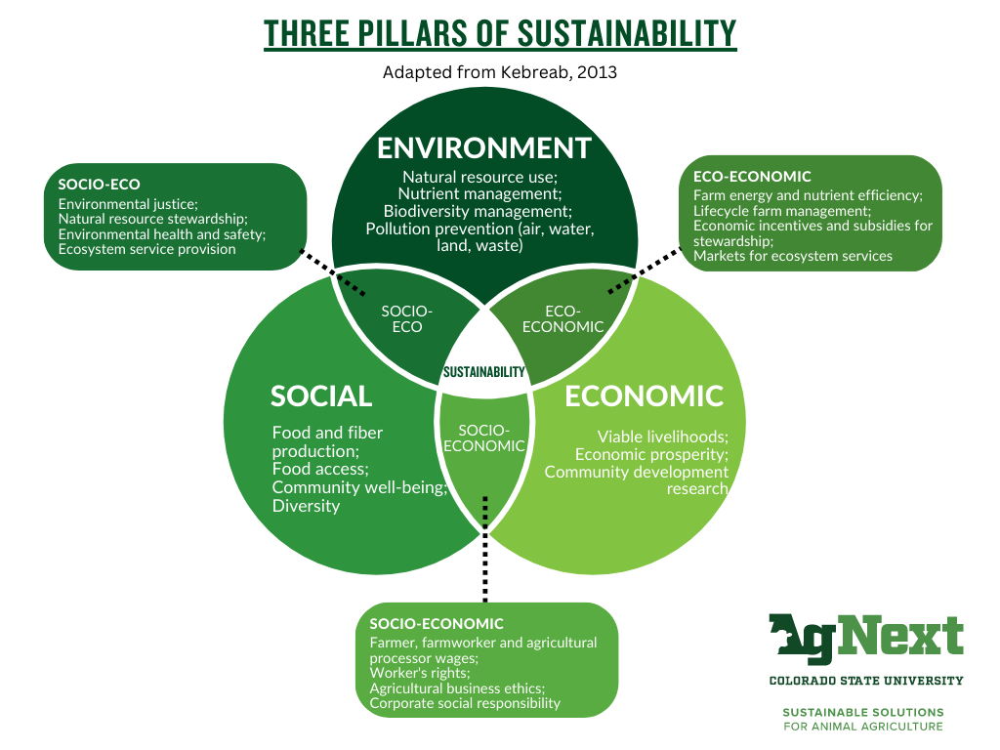 THREE PILLARS OF SUSTAINABILITY
Adapted from Kebreab, 2013
ENVIRONMENT
Natural resource use;
Nutrient management;
Biodiversity management;
Pollution prevention (air, water,
land, waste)
SOCIO-ECO
Environmental justice;
Natural resource stewardship;
Environmental health and safety;
Ecosystem service provision
ECO-ECONOMIC
Farm energy and nutrient efficiency;
Lifecycle farm management;
Economic incentives and subsidies for
stewardship;
Markets for ecosystem services
SOCIO-
ECO
ECO-
ECONOMIC
SUSTAINABILITY
SOCIAL
Food and fiber
production;
Food access;
Community well-being;
Diversity
SOCIO-
ECONOMIC
ECONOMIC
Viable livelihoods;
Economic prosperity;
Community development
research
SOCIO-ECONOMIC
Farmer, farmworker and agricultural
processor wages;
Worker's rights;
Agricultural business ethics;
Corporate social responsibility
AgNext
COLORADO STATE UNIVERSITY
SUSTAINABLE SOLUTIONS
FOR ANIMAL AGRICULTURE